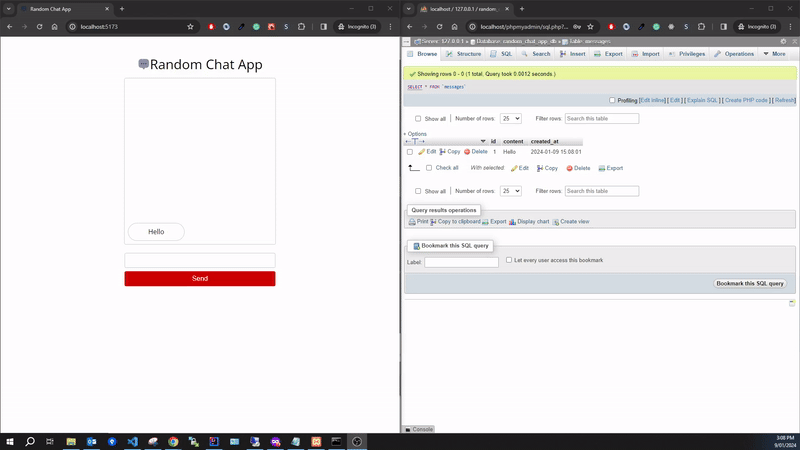 Random Chat App
localhost:5173
Incognito (3)
Random Chat App
Hello
Send
localhost / 127.0.0.1 / random_
localhost/phpmyadmin/sql.php?...
Incognito (3)
Server: 127.0.0.1 » Database: random_chat_app_db » Table: messages
Browse Structure SQL Search Insert Export Import Privileges Operations More
Showing rows 0 - 0 (1 total. Query took 0.0012 seconds.)
SELECT * FROM `messages`
Profiling [Edit inline] [ Edit ] [ Explain SQL ] [ Create PHP code ] [ Refresh]
Show all Number of rows: 25 Filter rows: Search this table
+ Options
←T→ id content created_at
Edit Copy Delete 1 Hello 2024-01-09 15:08:01
Check all With selected: Edit Copy Delete Export
Show all Number of rows: 25 Filter rows: Search this table
Query results operations
Print Copy to clipboard Export Display chart Create view
Bookmark this SQL query
Label: Let every user access this bookmark
Bookmark this SQL query
Console
3:08 PM
9/01/2024